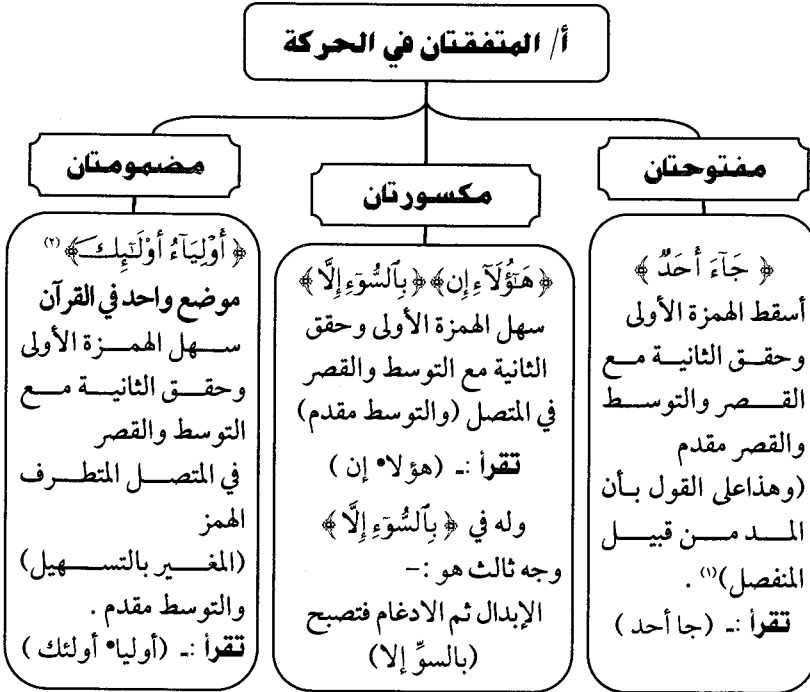 أ/ المتفقتان في الحركة
مفتوحتان
﴿ جَآءَ أَحَدٌ ﴾
أسقط الهمزة الأولى
وحقق الثانية مع
القصر والتوسط
والقصر مقدم
(وهذاعلى القول بأن
المد من قبيل
المنفصل)(١) .
تقرأ :ـ (جا أحد )
مكسورتان
﴿هَٰٓؤُلَآءِ إِن﴾ ﴿بِٱلسُّوٓءِ إِلَّا﴾
سهل الهمزة الأولى وحقق
الثانية مع التوسط والقصر
في المتصل (والتوسط مقدم)
تقرأ :ـ (هؤلا• إن )
وله في ﴿بِٱلسُّوٓءِ إِلَّا﴾
وجه ثالث هو :–
الإبدال ثم الادغام فتصبح
(بالسوِّ إلا)
مضمومتان
﴿أَوْلِيَآءُ أُوْلَٰٓئِكَ﴾(٢)
موضع واحد في القرآن
سهل الهمزة الأولى
وحقق الثانية مع
التوسط والقصر
في المتصل المتطرف
الهمز
(المغير بالتسهيل)
والتوسط مقدم .
تقرأ :ـ (أوليا• أولئك )